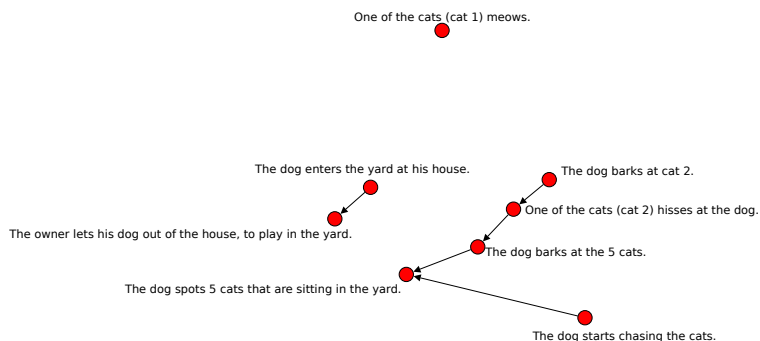 One of the cats (cat 1) meows.
The dog enters the yard at his house.
The dog barks at cat 2.
One of the cats (cat 2) hisses at the dog.
The owner lets his dog out of the house, to play in the yard.
The dog barks at the 5 cats.
The dog spots 5 cats that are sitting in the yard.
The dog starts chasing the cats.